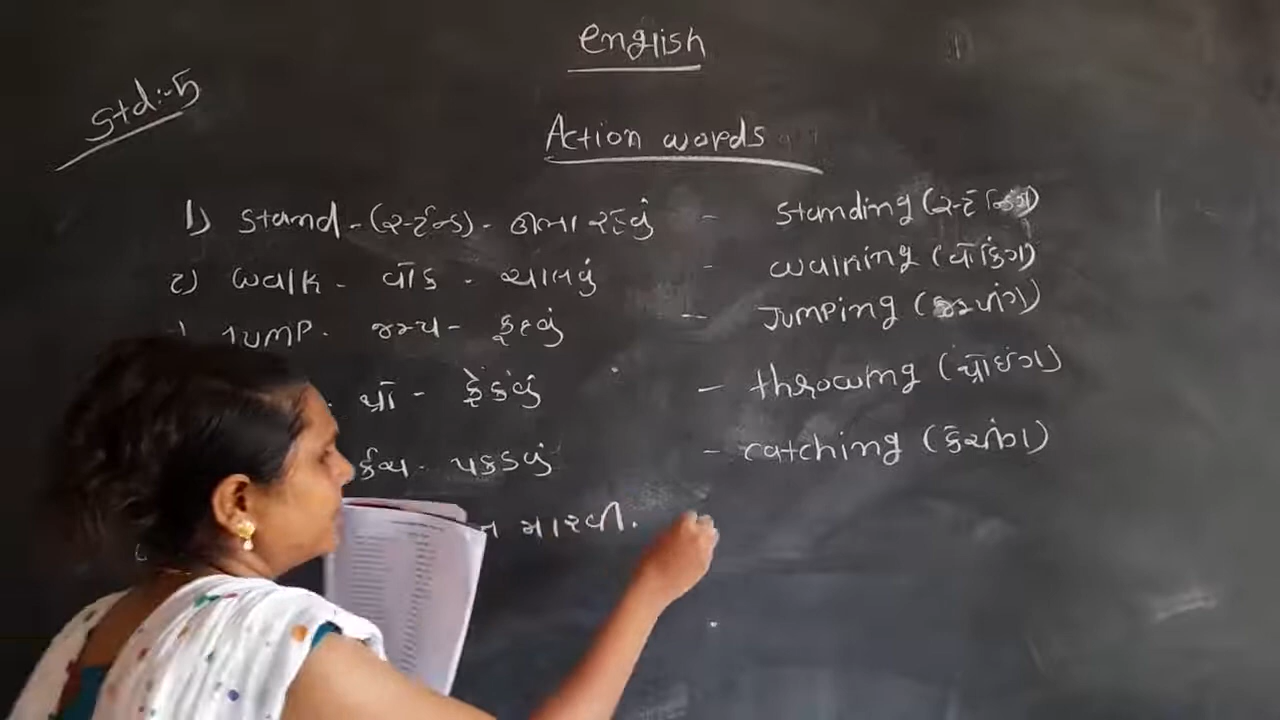 English
Std:-5
Action words
1) Stand - (સ્ટેન્ડ) - ઊભા રહેવું - Standing (સ્ટેન્ડિંગ)
૨) walk - વૉક - ચાલવું - walking (વૉકિંગ)
Jump - જમ્પ - કૂદવું - Jumping (જમ્પીંગ)
થ્રૉ - ફેંકવું - throwing (થ્રૉઇંગ)
કેચ - પકડવું - catching (કેચીંગ)
મારવી.